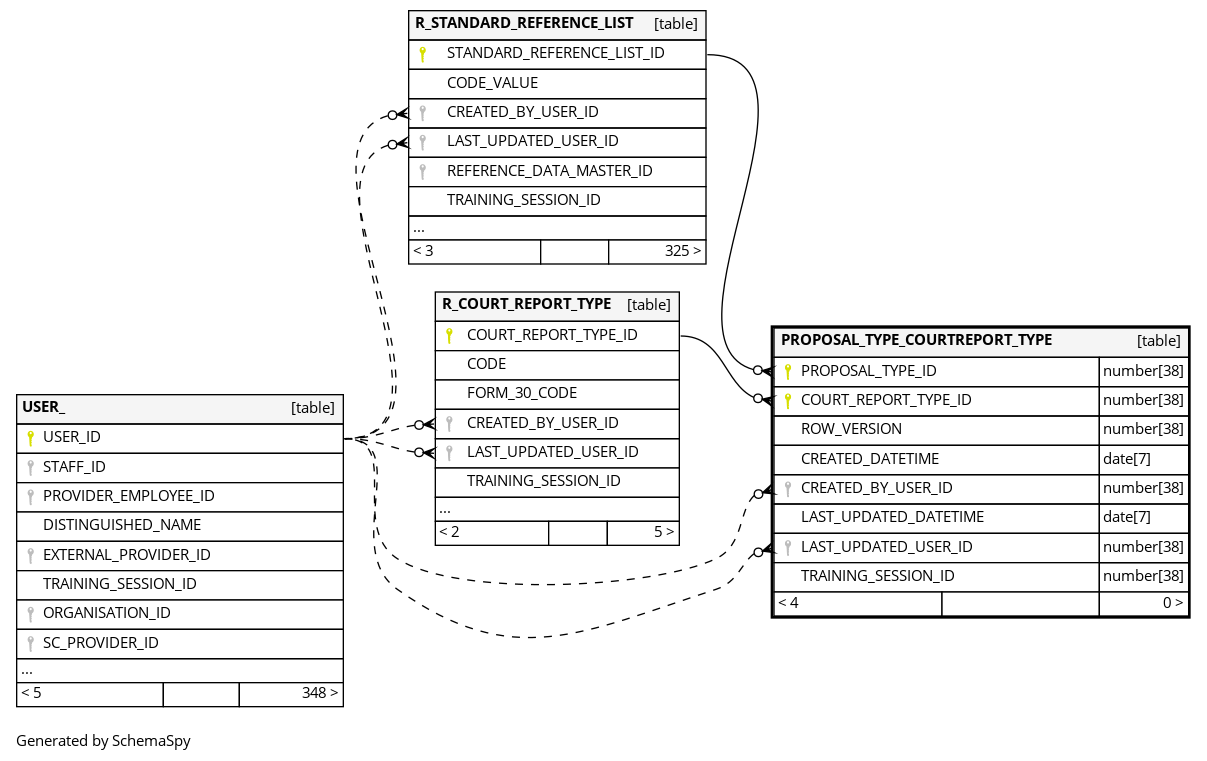 R_STANDARD_REFERENCE_LIST [table]
STANDARD_REFERENCE_LIST_ID
CODE_VALUE
CREATED_BY_USER_ID
LAST_UPDATED_USER_ID
REFERENCE_DATA_MASTER_ID
TRAINING_SESSION_ID
...
< 3 325 >
R_COURT_REPORT_TYPE [table]
COURT_REPORT_TYPE_ID
CODE
FORM_30_CODE
CREATED_BY_USER_ID
LAST_UPDATED_USER_ID
TRAINING_SESSION_ID
...
< 2 5 >
PROPOSAL_TYPE_COURTREPORT_TYPE [table]
PROPOSAL_TYPE_ID number[38]
COURT_REPORT_TYPE_ID number[38]
ROW_VERSION number[38]
CREATED_DATETIME date[7]
CREATED_BY_USER_ID number[38]
LAST_UPDATED_DATETIME date[7]
LAST_UPDATED_USER_ID number[38]
TRAINING_SESSION_ID number[38]
< 4 0 >
USER_ [table]
USER_ID
STAFF_ID
PROVIDER_EMPLOYEE_ID
DISTINGUISHED_NAME
EXTERNAL_PROVIDER_ID
TRAINING_SESSION_ID
ORGANISATION_ID
SC_PROVIDER_ID
...
< 5 348 >
Generated by SchemaSpy